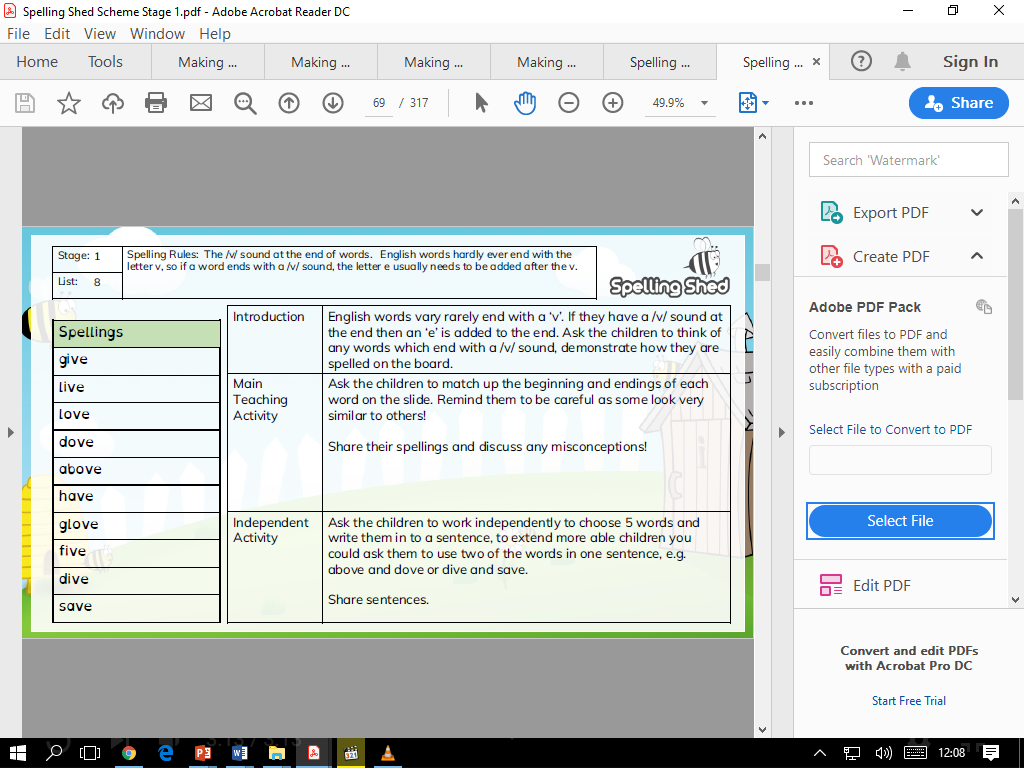 Spelling Shed Scheme Stage 1.pdf - Adobe Acrobat Reader DC
File Edit View Window Help
Home Tools Making ... Making ... Making ... Making ... Spelling ... Spelling ... × Sign In
69 / 317 49.9% Share
Search 'Watermark'
Export PDF
Create PDF
Adobe PDF Pack
Convert files to PDF and
easily combine them with
other file types with a paid
subscription
Select File to Convert to PDF
Select File
Edit PDF
Convert and edit PDFs
with Acrobat Pro DC
Start Free Trial
Stage: 1
List: 8
Spelling Rules: The /v/ sound at the end of words. English words hardly ever end with the
letter v, so if a word ends with a /v/ sound, the letter e usually needs to be added after the v.
Spelling Shed
Spellings
give
live
love
dove
above
have
glove
five
dive
save
Introduction
English words vary rarely end with a ‘v’. If they have a /v/ sound at
the end then an ‘e’ is added to the end. Ask the children to think of
any words which end with a /v/ sound, demonstrate how they are
spelled on the board.
Main
Teaching
Activity
Ask the children to match up the beginning and endings of each
word on the slide. Remind them to be careful as some look very
similar to others!
Share their spellings and discuss any misconceptions!
Independent
Activity
Ask the children to work independently to choose 5 words and
write them in to a sentence, to extend more able children you
could ask them to use two of the words in one sentence, e.g.
above and dove or dive and save.
Share sentences.
12:08